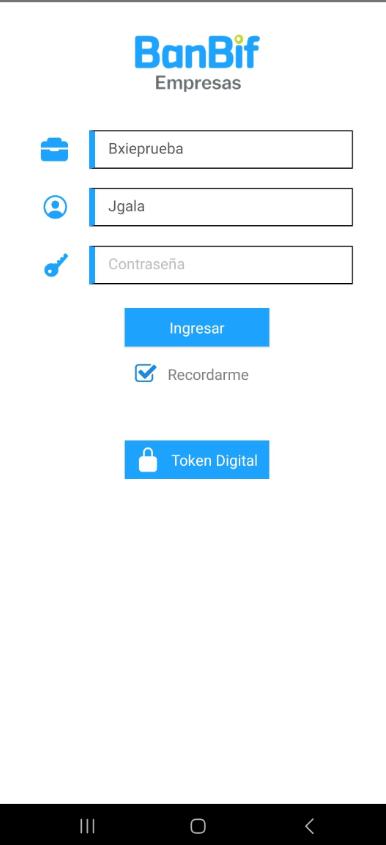 BanBif
Empresas
Bxieprueba
Jgala
Contraseña
Ingresar
Recordarme
Token Digital